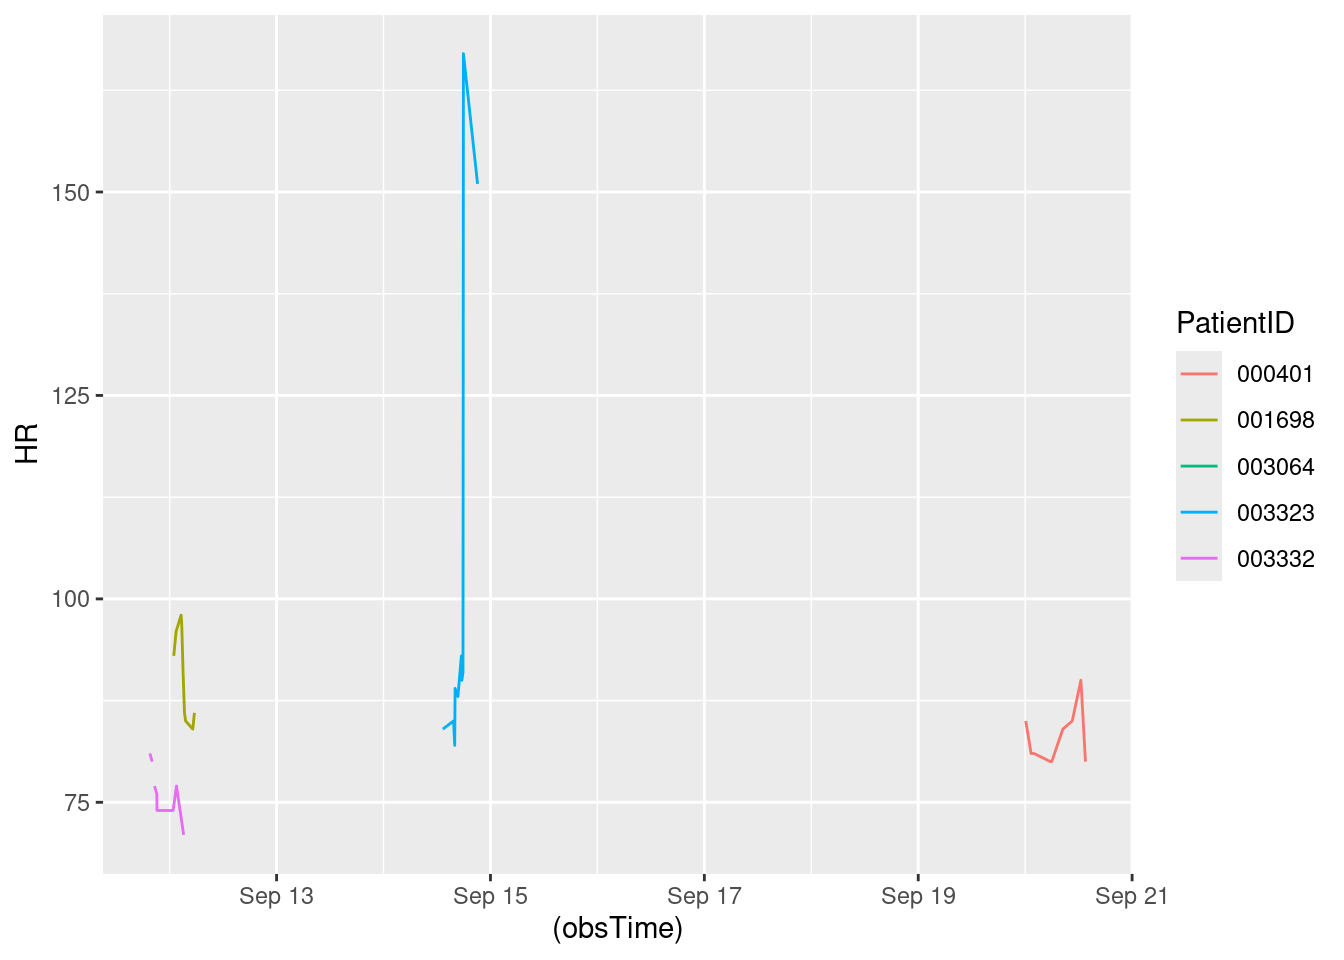 150
125
100
75
HR
Sep 13
Sep 15
Sep 17
Sep 19
Sep 21
(obsTime)
PatientID
000401
001698
003064
003323
003332